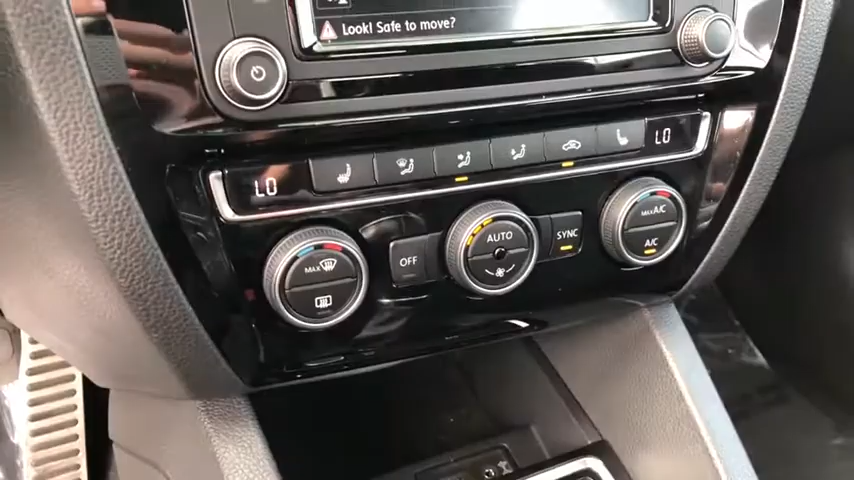 Look! Safe to move?
LO
LO
MAX
OFF
AUTO
SYNC
MAX A/C
A/C